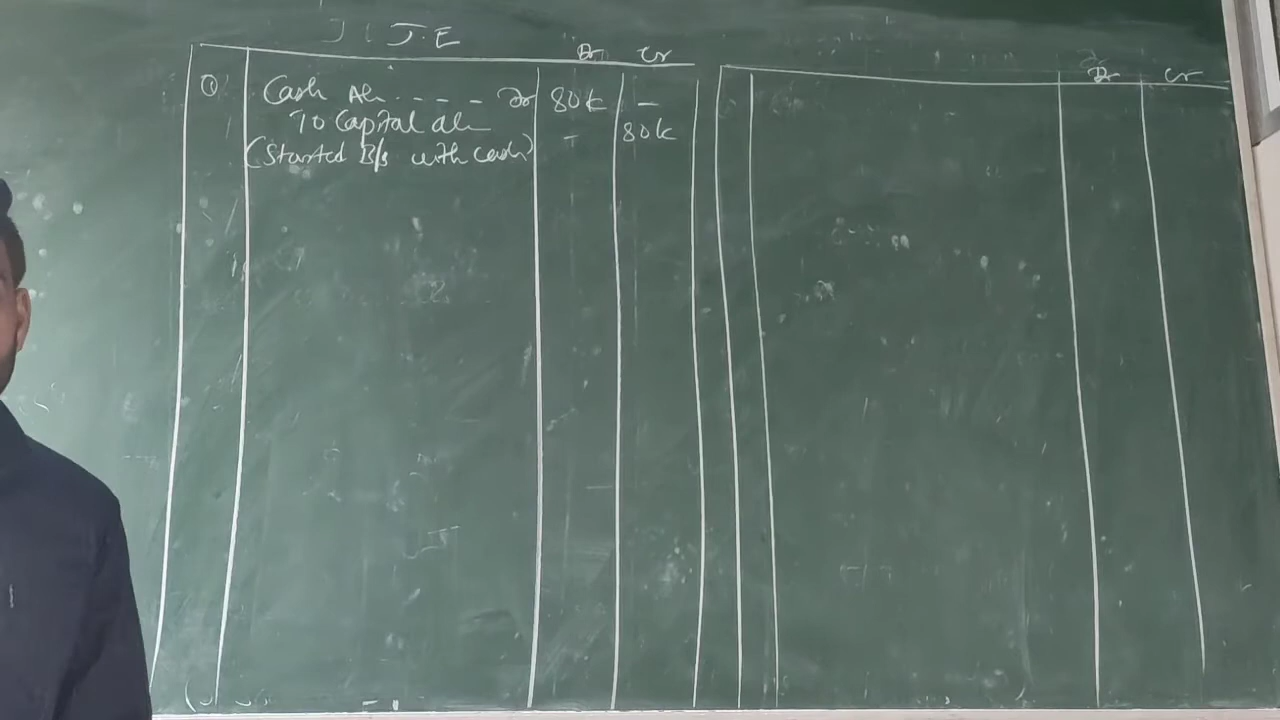 J.E
Dr Cr
① Cash A/c - - - - Dr 80k -
To Capital a/c - 80k
(Started B/s with cash)
Dr Cr